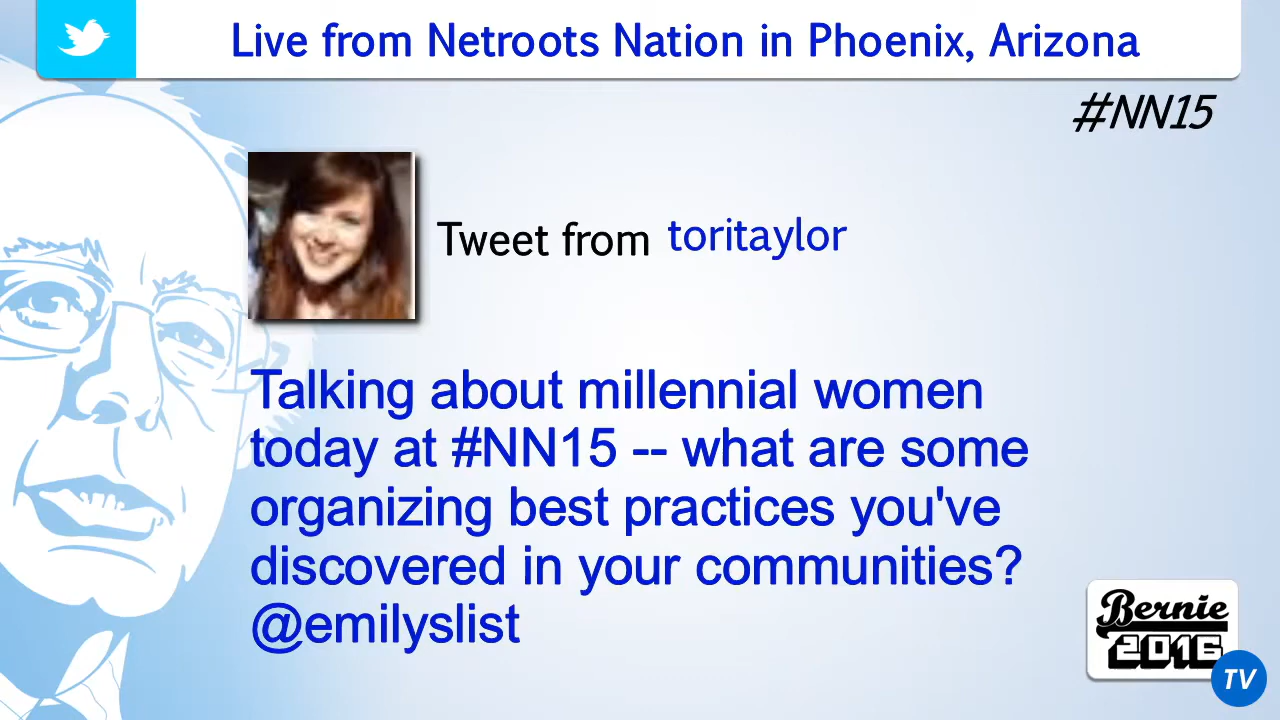 Live from Netroots Nation in Phoenix, Arizona
#NN15
Tweet from toritaylor
Talking about millennial women
today at #NN15 -- what are some
organizing best practices you've
discovered in your communities?
@emilyslist
Bernie
2016
TV